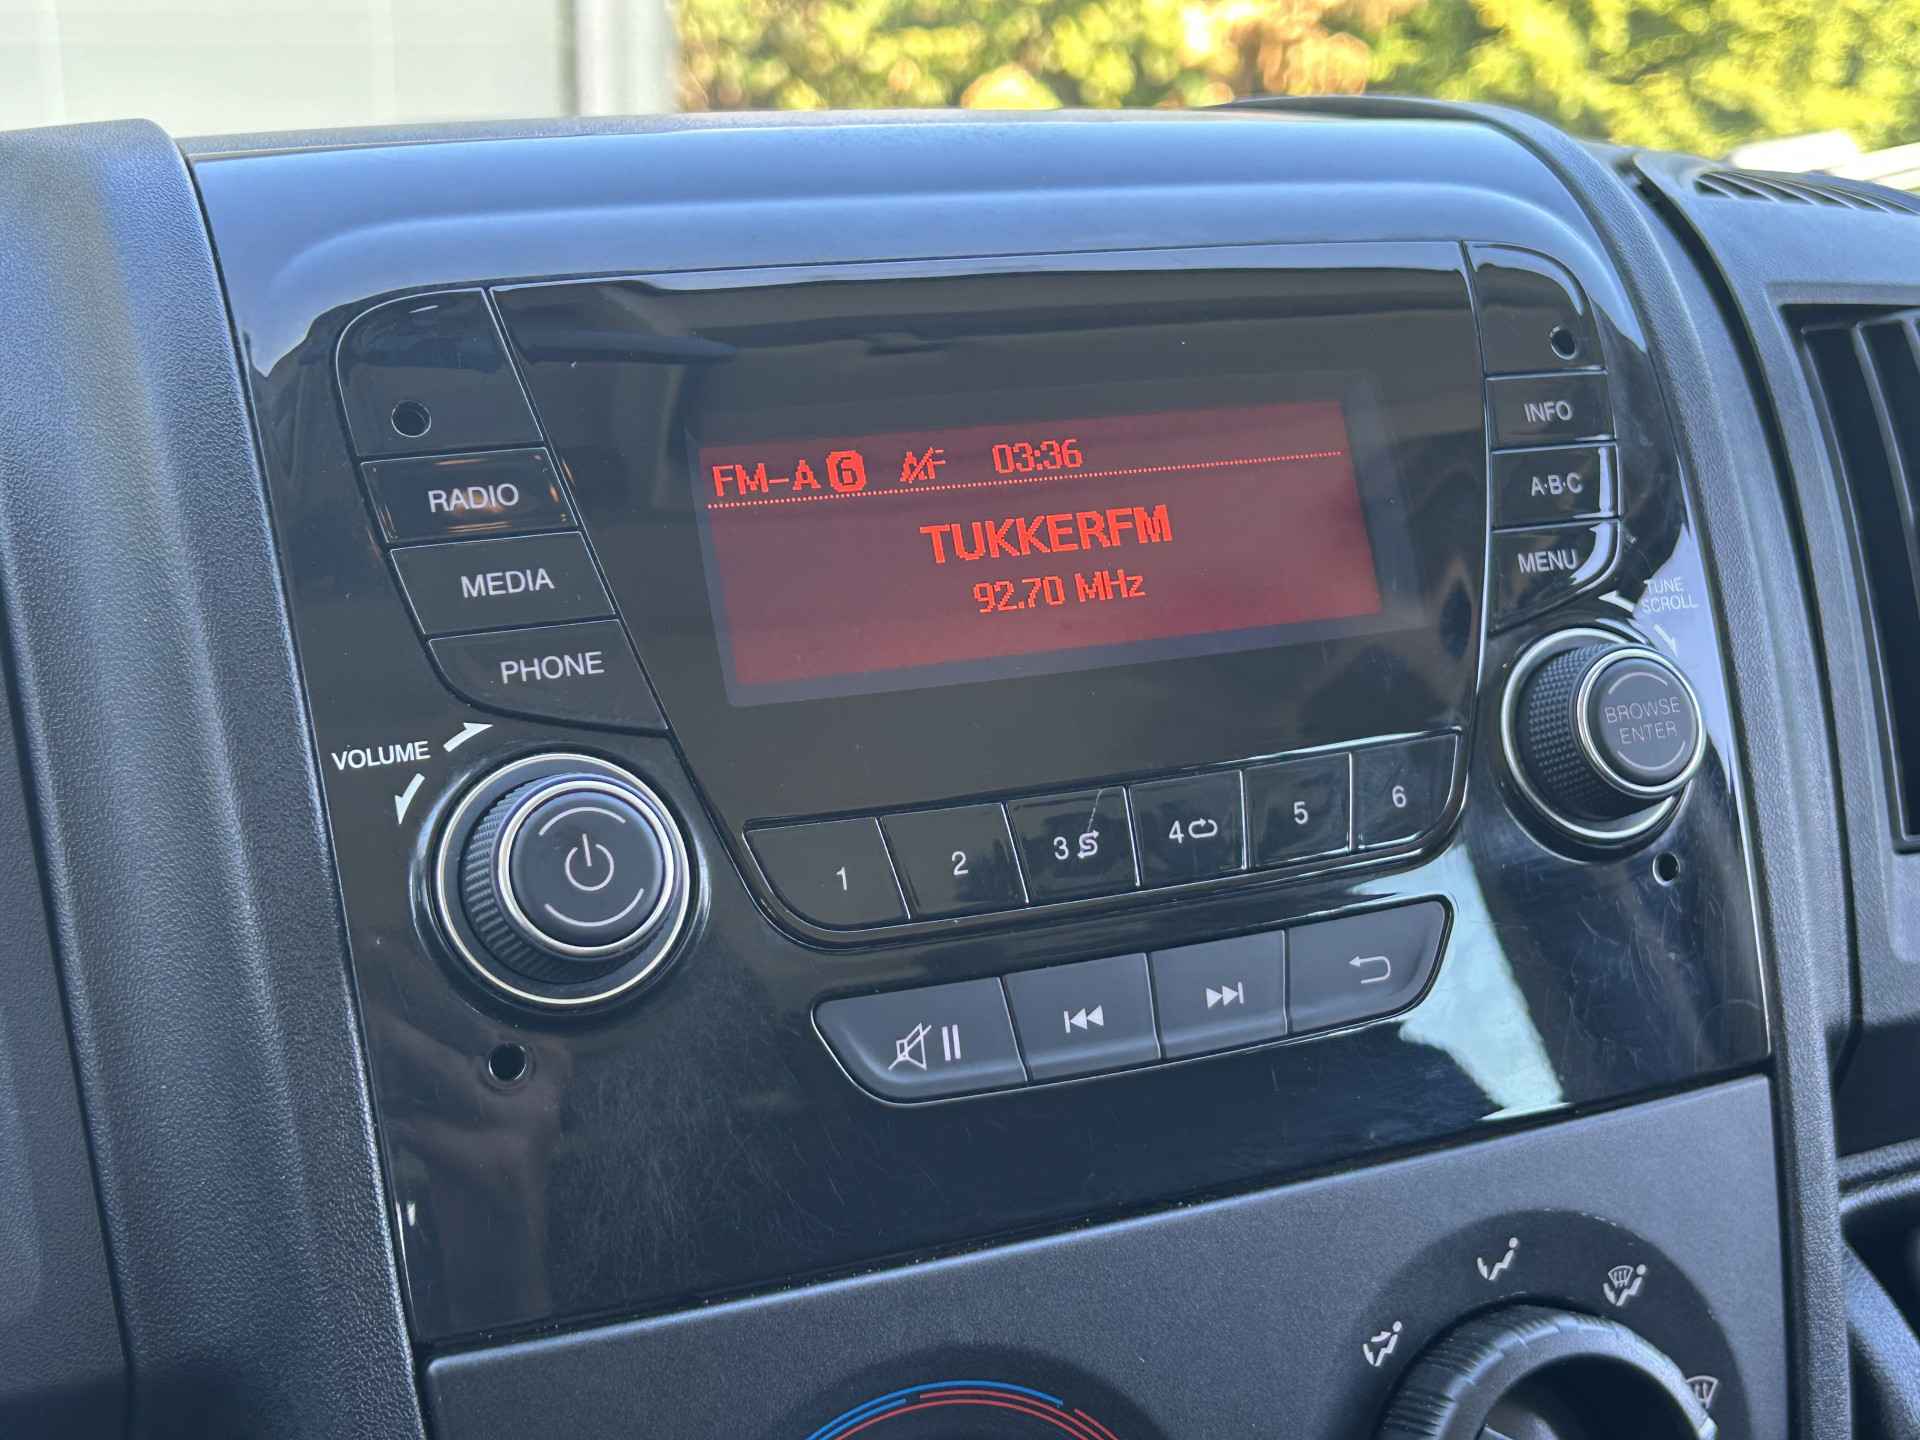 FM-A 6 AF 03:36
TUKKERFM
92.70 MHz
RADIO
MEDIA
PHONE
VOLUME
INFO
A·B·C
MENU
TUNE
SCROLL
BROWSE
ENTER
1 2 3 4 5 6